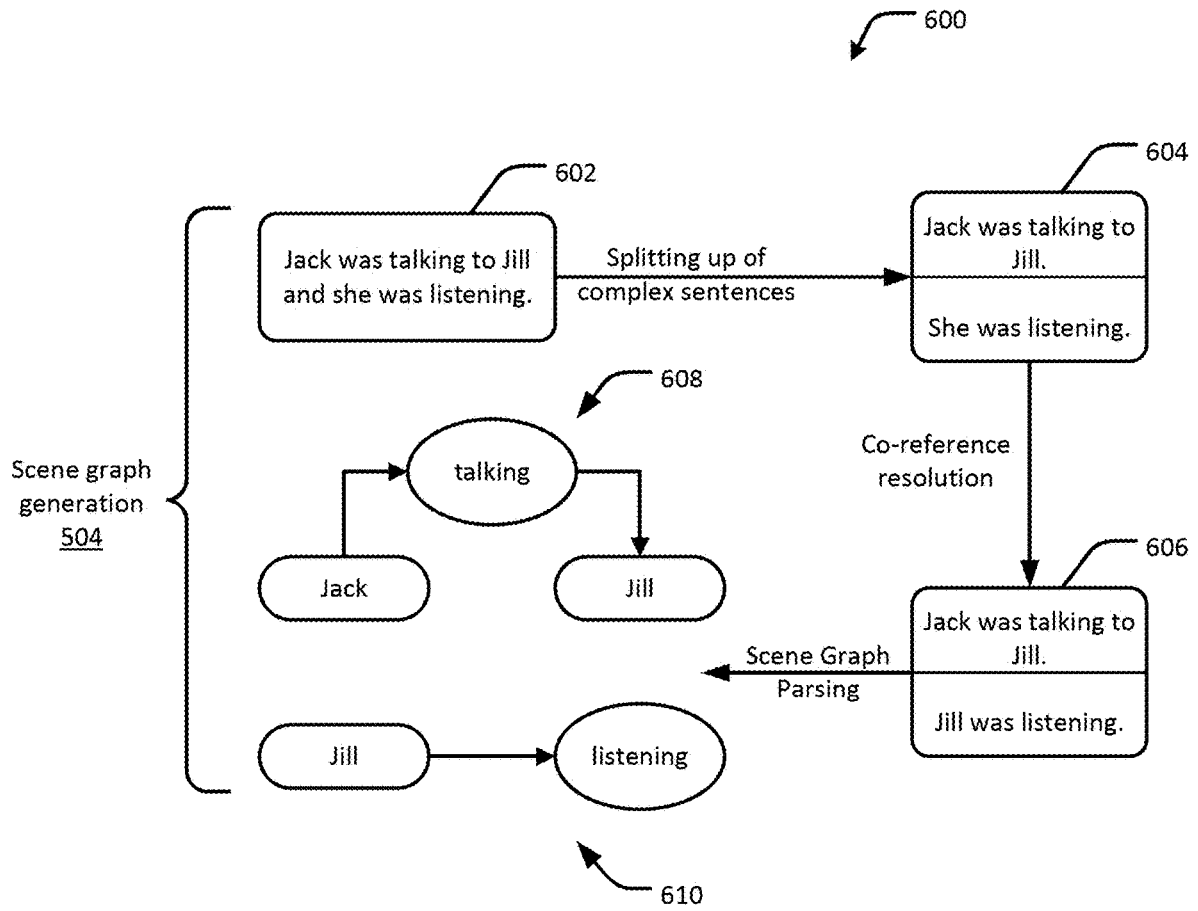 600
602
604
Jack was talking to Jill
and she was listening.
Splitting up of
complex sentences
Jack was talking to
Jill.
She was listening.
608
talking
Co-reference
resolution
Scene graph
generation
504
Jack
Jill
606
Jack was talking to
Jill.
Jill was listening.
Scene Graph
Parsing
Jill
listening
610